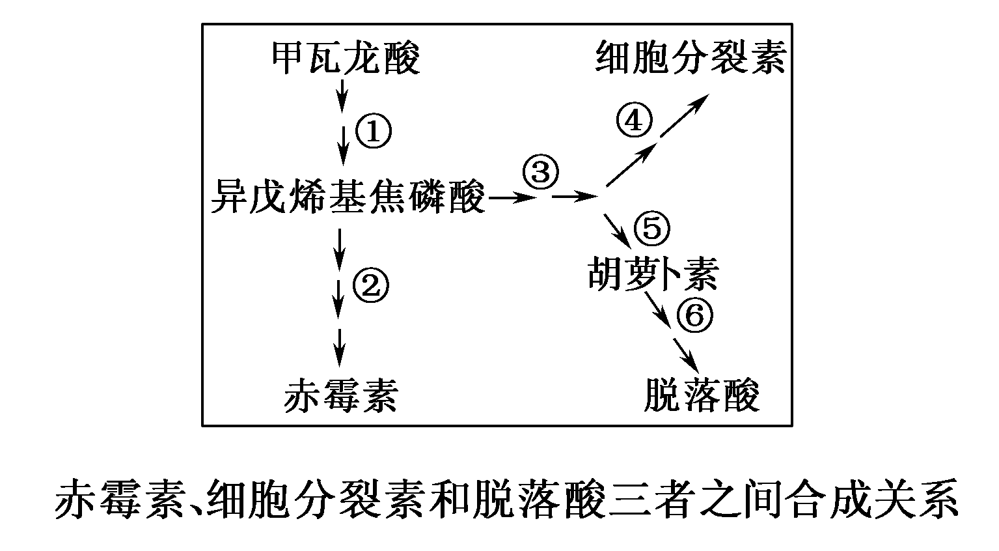 甲瓦龙酸
细胞分裂素
①
④
异戊烯基焦磷酸
③
⑤
②
胡萝卜素
⑥
赤霉素
脱落酸
赤霉素、细胞分裂素和脱落酸三者之间合成关系